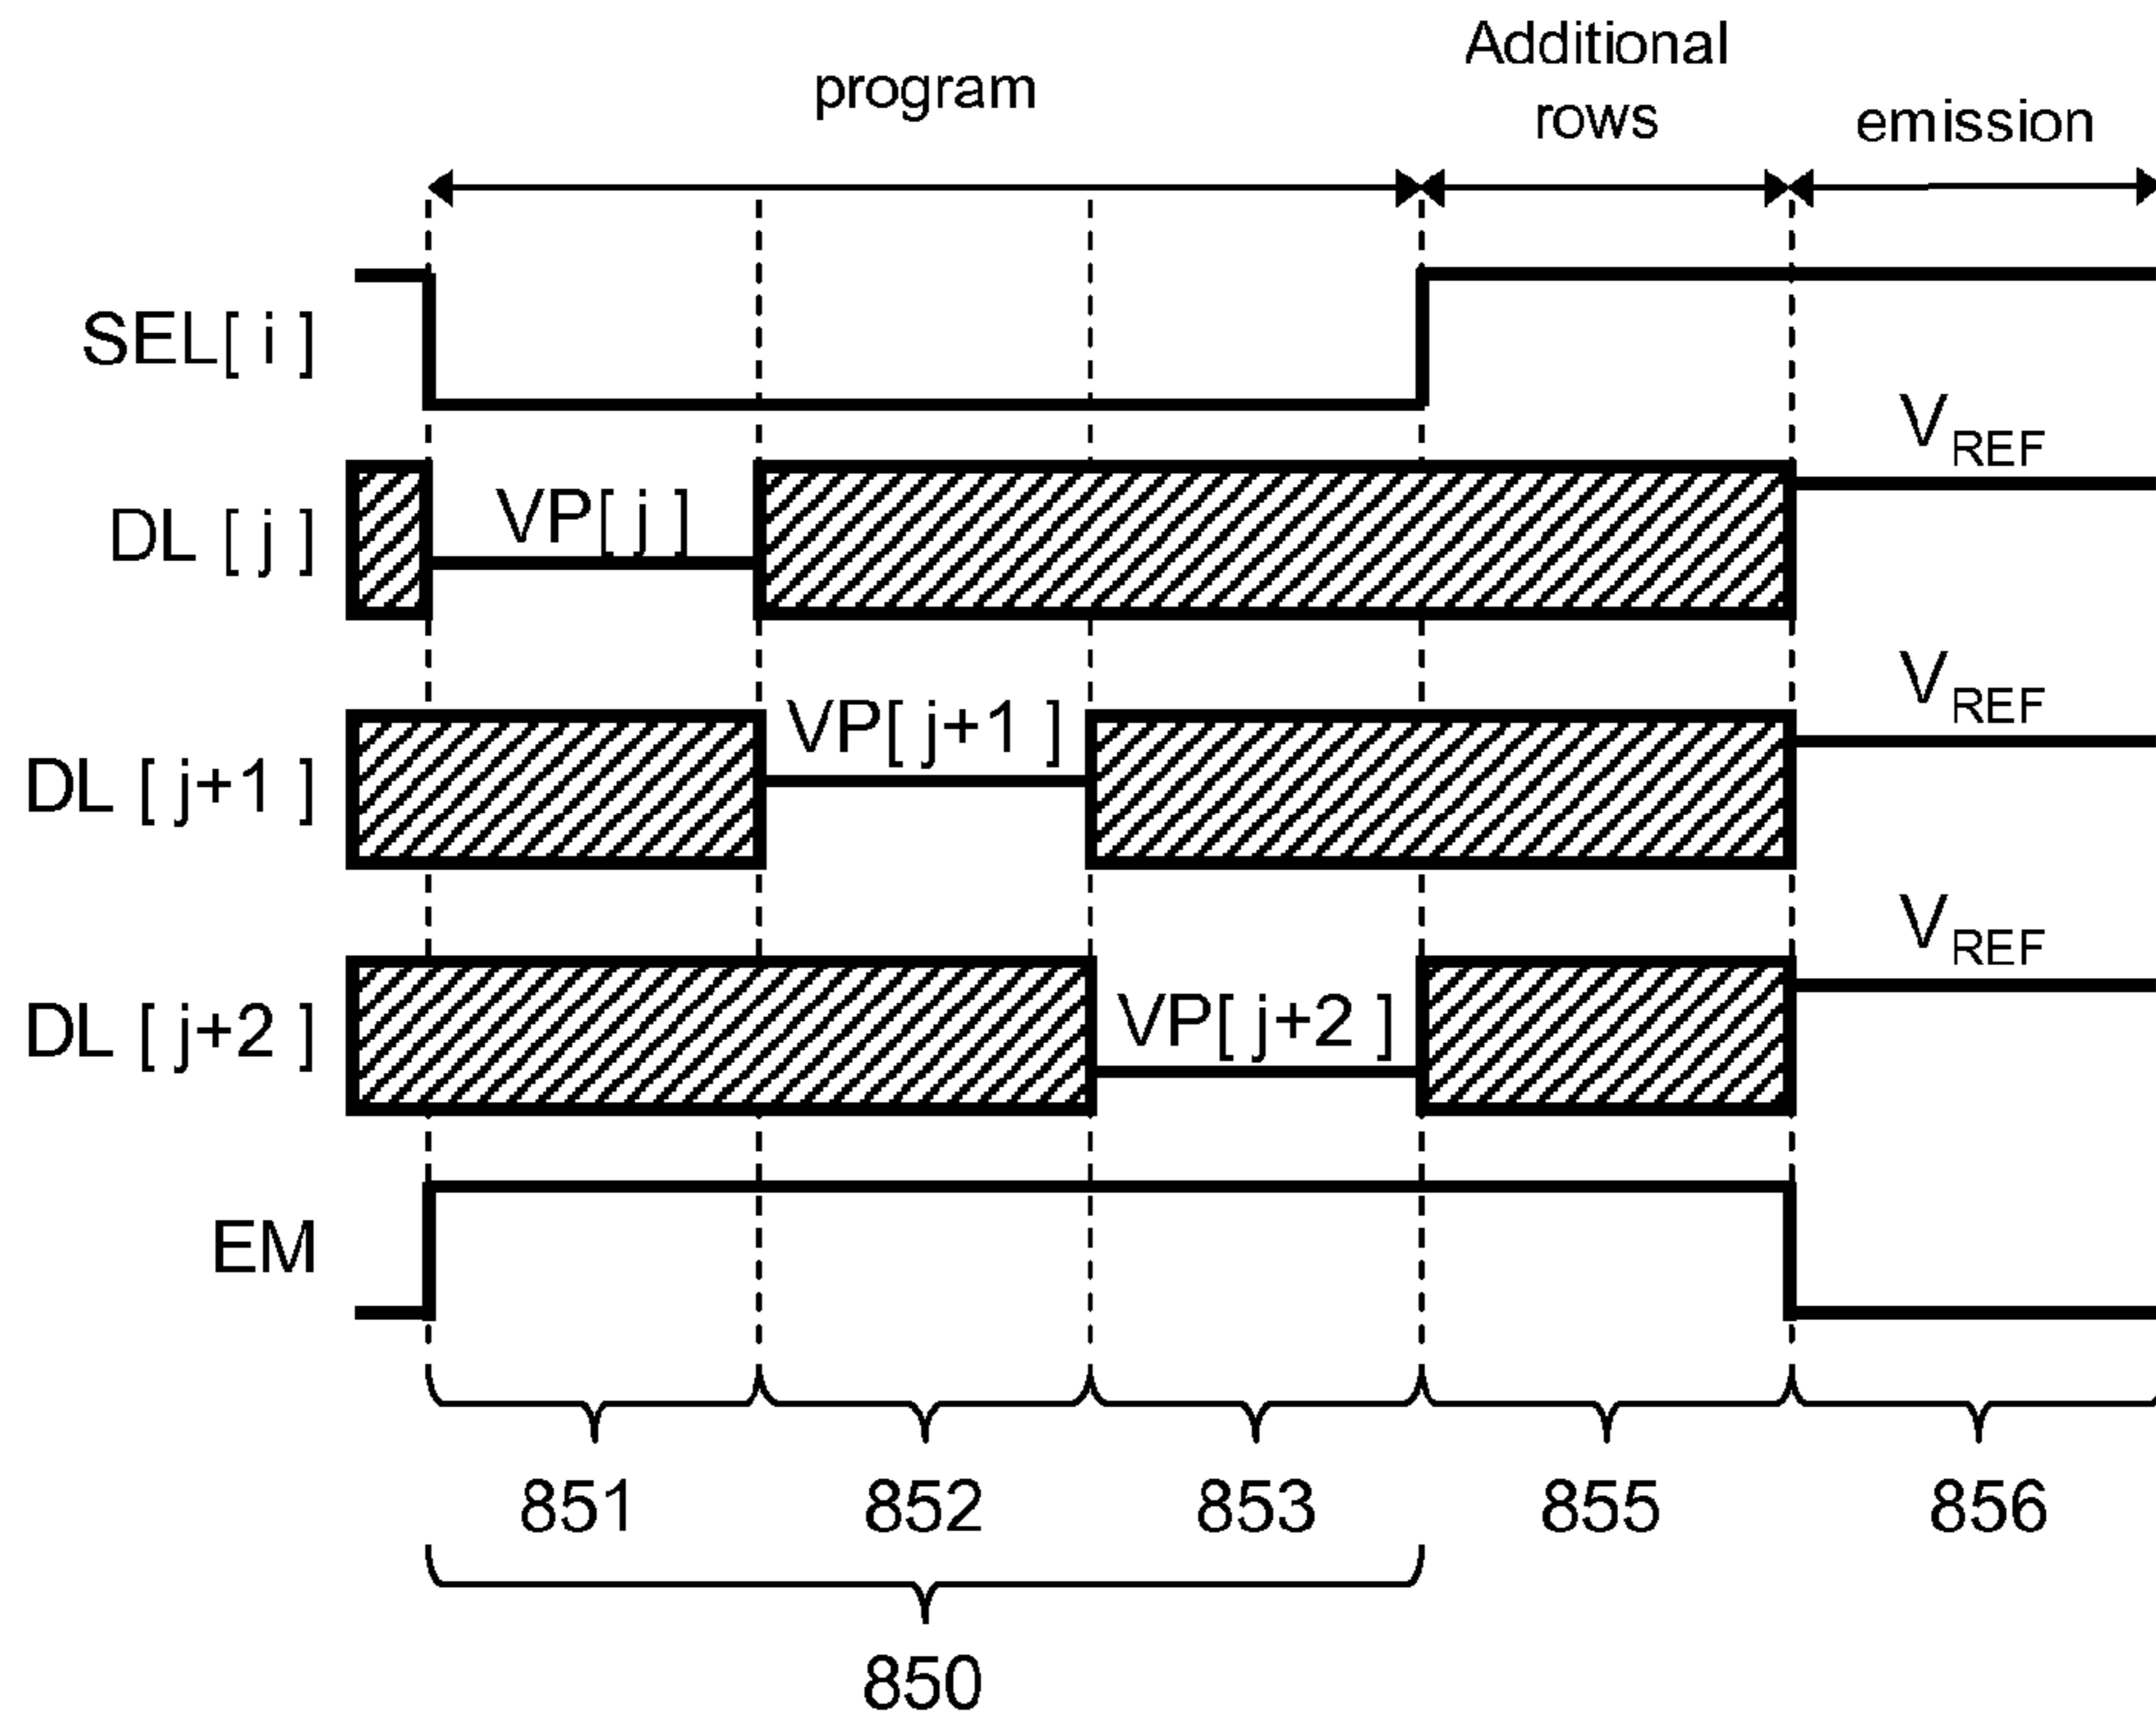 program
Additional
rows
emission
SEL[ i ]
VREF
DL [ j ]
VP[ j ]
VREF
DL [ j+1 ]
VP[ j+1 ]
VREF
DL [ j+2 ]
VP[ j+2 ]
EM
851 852 853 855 856
850